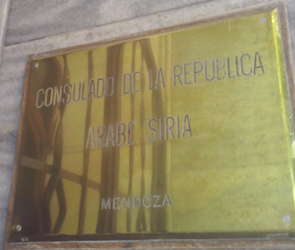 CONSULADO DE LA REPUBLICA
ARABE SIRIA
MENDOZA